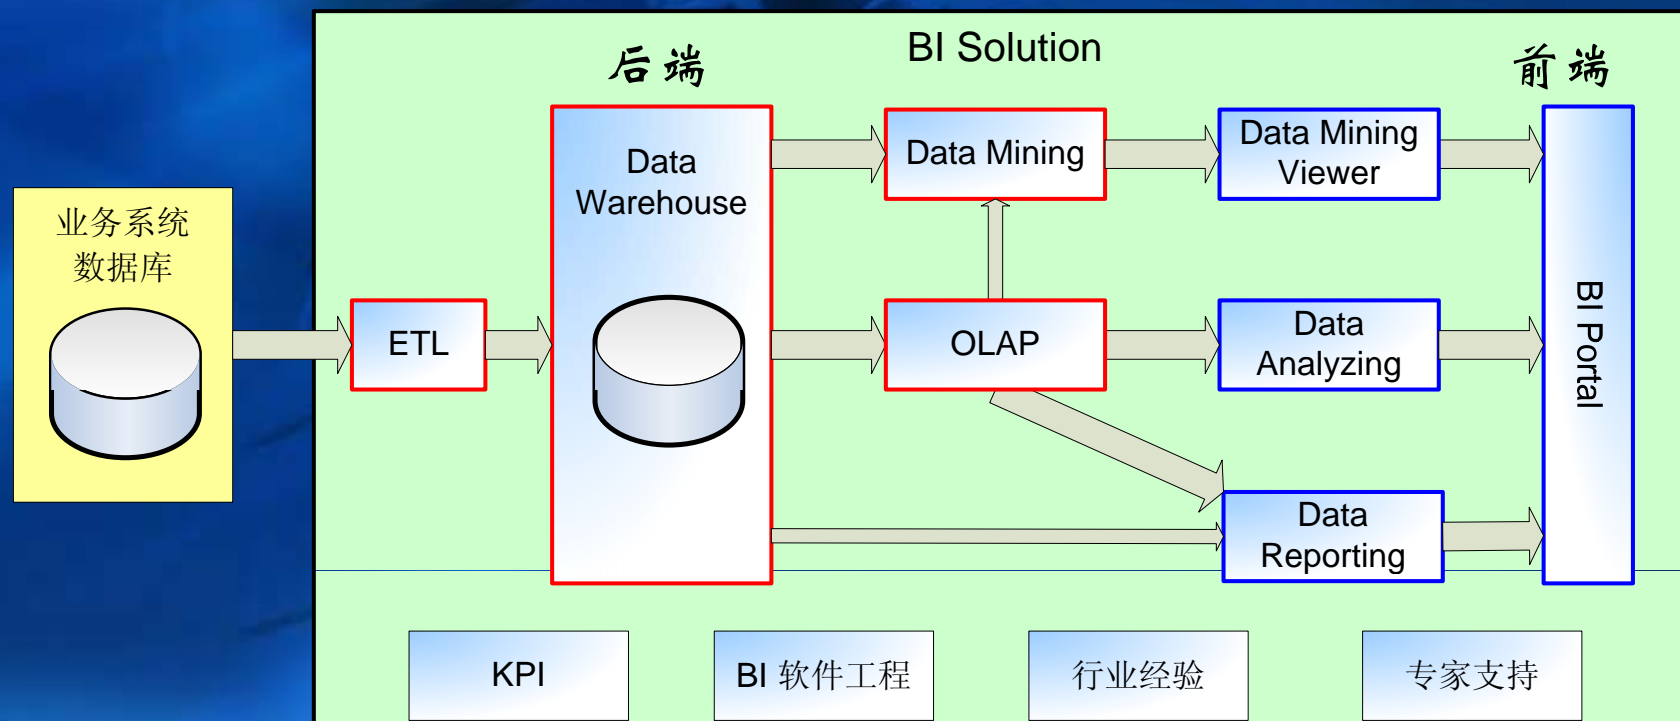 BI Solution
后端
前端
业务系统
数据库
ETL
Data
Warehouse
Data Mining
Data Mining
Viewer
OLAP
Data
Analyzing
Data
Reporting
BI Portal
KPI
BI 软件工程
行业经验
专家支持